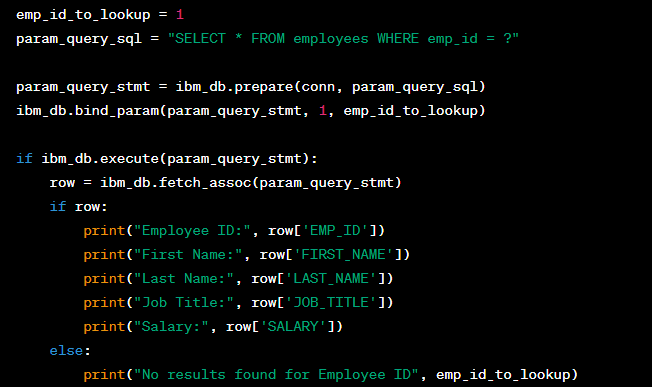 emp_id_to_lookup = 1
param_query_sql = "SELECT * FROM employees WHERE emp_id = ?"

param_query_stmt = ibm_db.prepare(conn, param_query_sql)
ibm_db.bind_param(param_query_stmt, 1, emp_id_to_lookup)

if ibm_db.execute(param_query_stmt):
    row = ibm_db.fetch_assoc(param_query_stmt)
    if row:
        print("Employee ID:", row['EMP_ID'])
        print("First Name:", row['FIRST_NAME'])
        print("Last Name:", row['LAST_NAME'])
        print("Job Title:", row['JOB_TITLE'])
        print("Salary:", row['SALARY'])
    else:
        print("No results found for Employee ID", emp_id_to_lookup)